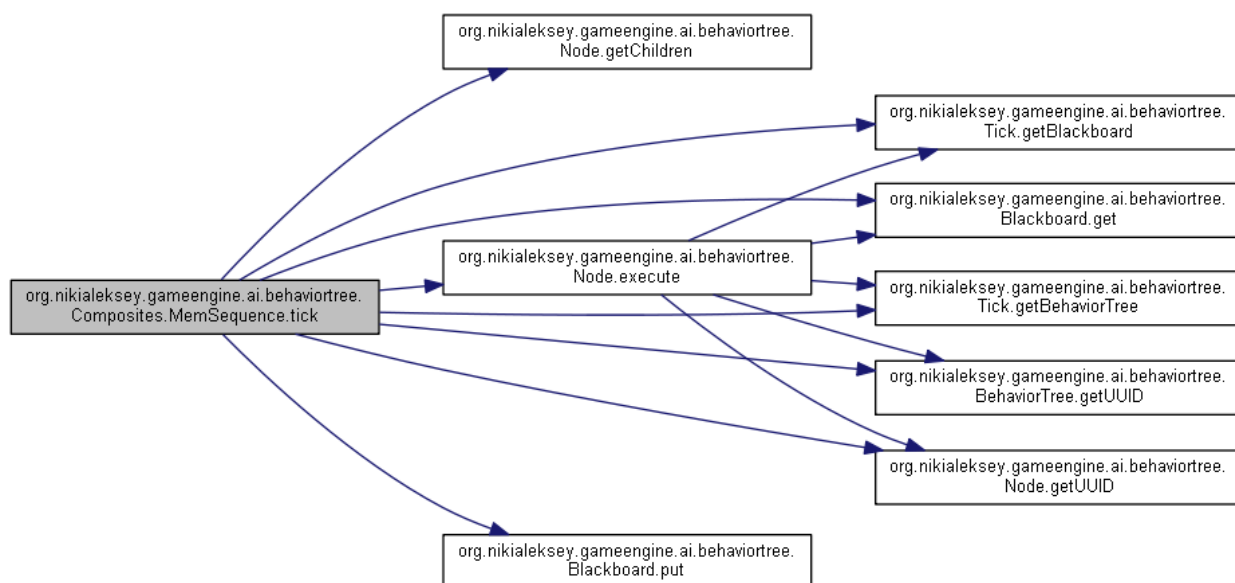 org.nikialeksey.gameengine.ai.behaviortree.
Node.getChildren
org.nikialeksey.gameengine.ai.behaviortree.
Tick.getBlackboard
org.nikialeksey.gameengine.ai.behaviortree.
Blackboard.get
org.nikialeksey.gameengine.ai.behaviortree.
Node.execute
org.nikialeksey.gameengine.ai.behaviortree.
Tick.getBehaviorTree
org.nikialeksey.gameengine.ai.behaviortree.
Composites.MemSequence.tick
org.nikialeksey.gameengine.ai.behaviortree.
BehaviorTree.getUUID
org.nikialeksey.gameengine.ai.behaviortree.
Node.getUUID
org.nikialeksey.gameengine.ai.behaviortree.
Blackboard.put